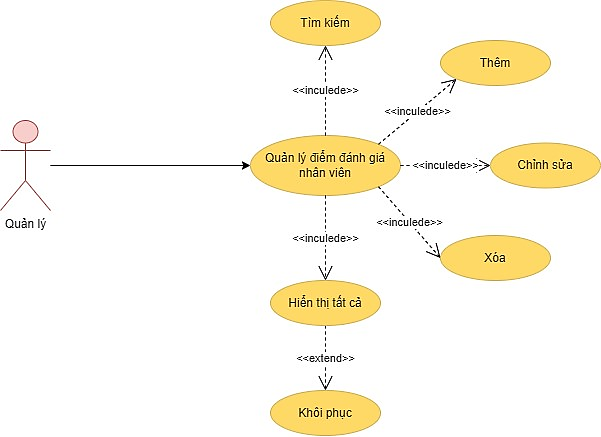 Tìm kiếm
<<inculede>>
Thêm
<<inculede>>
Quản lý điểm đánh giá
nhân viên
<<inculede>>
Chỉnh sửa
Quản lý
<<inculede>>
<<inculede>>
Xóa
Hiển thị tất cả
<<extend>>
Khôi phục